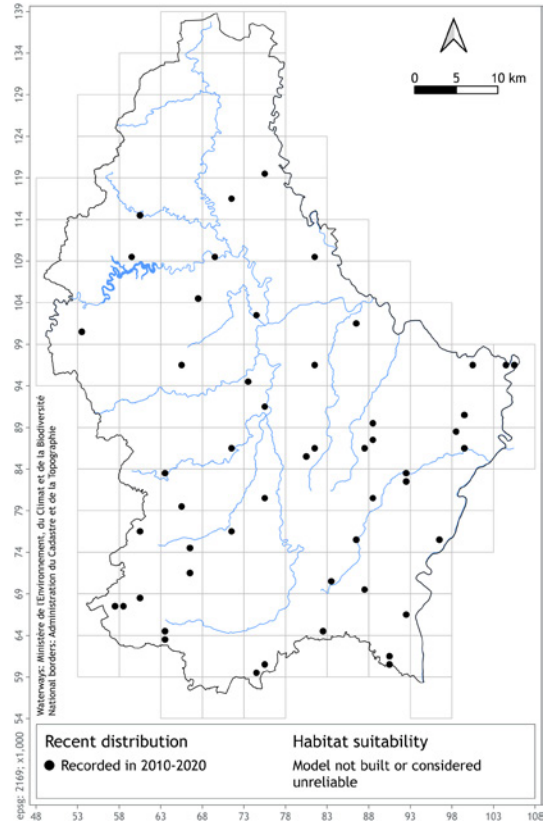 139
134
129
124
119
114
109
104
99
94
89
84
79
74
69
64
59
54
0 5 10 km
Waterways: Ministère de l'Environnement, du Climat et de la Biodiversité
National borders: Administration du Cadastre et de la Topographie
epsg: 2169; x1,000
Recent distribution
Recorded in 2010-2020
Habitat suitability
Model not built or considered
unreliable
48 53 58 63 68 73 78 83 88 93 98 103 108